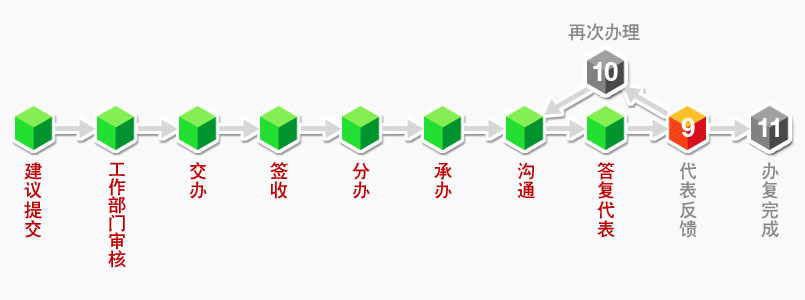 再次办理
10
9
11
建议提交
工作部门审核
交办
签收
分办
承办
沟通
答复代表
代表反馈
办复完成